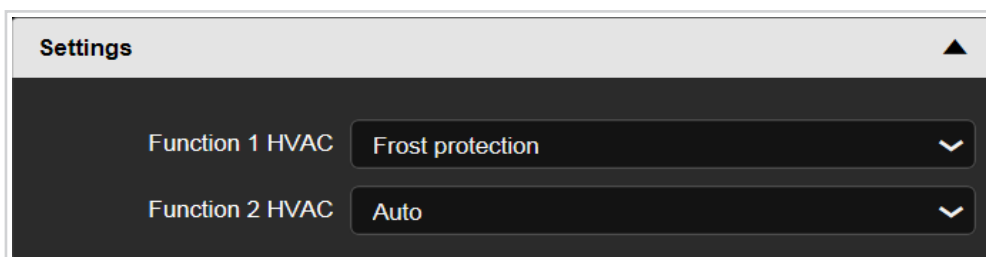 Settings
Function 1 HVAC Frost protection
Function 2 HVAC Auto